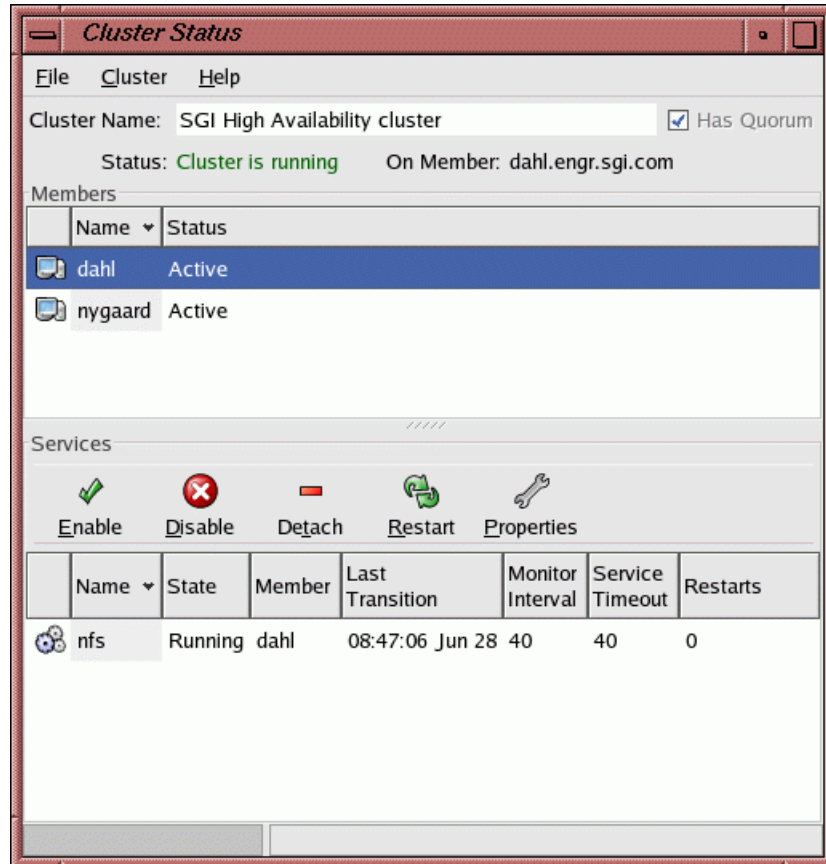 Cluster Status
File Cluster Help
Cluster Name: SGI High Availability cluster Has Quorum
Status: Cluster is running On Member: dahl.engr.sgi.com
Members
Name Status
dahl Active
nygaard Active
Services
Enable Disable Detach Restart Properties
Name State Member Last Transition Monitor Interval Service Timeout Restarts
nfs Running dahl 08:47:06 Jun 28 40 40 0